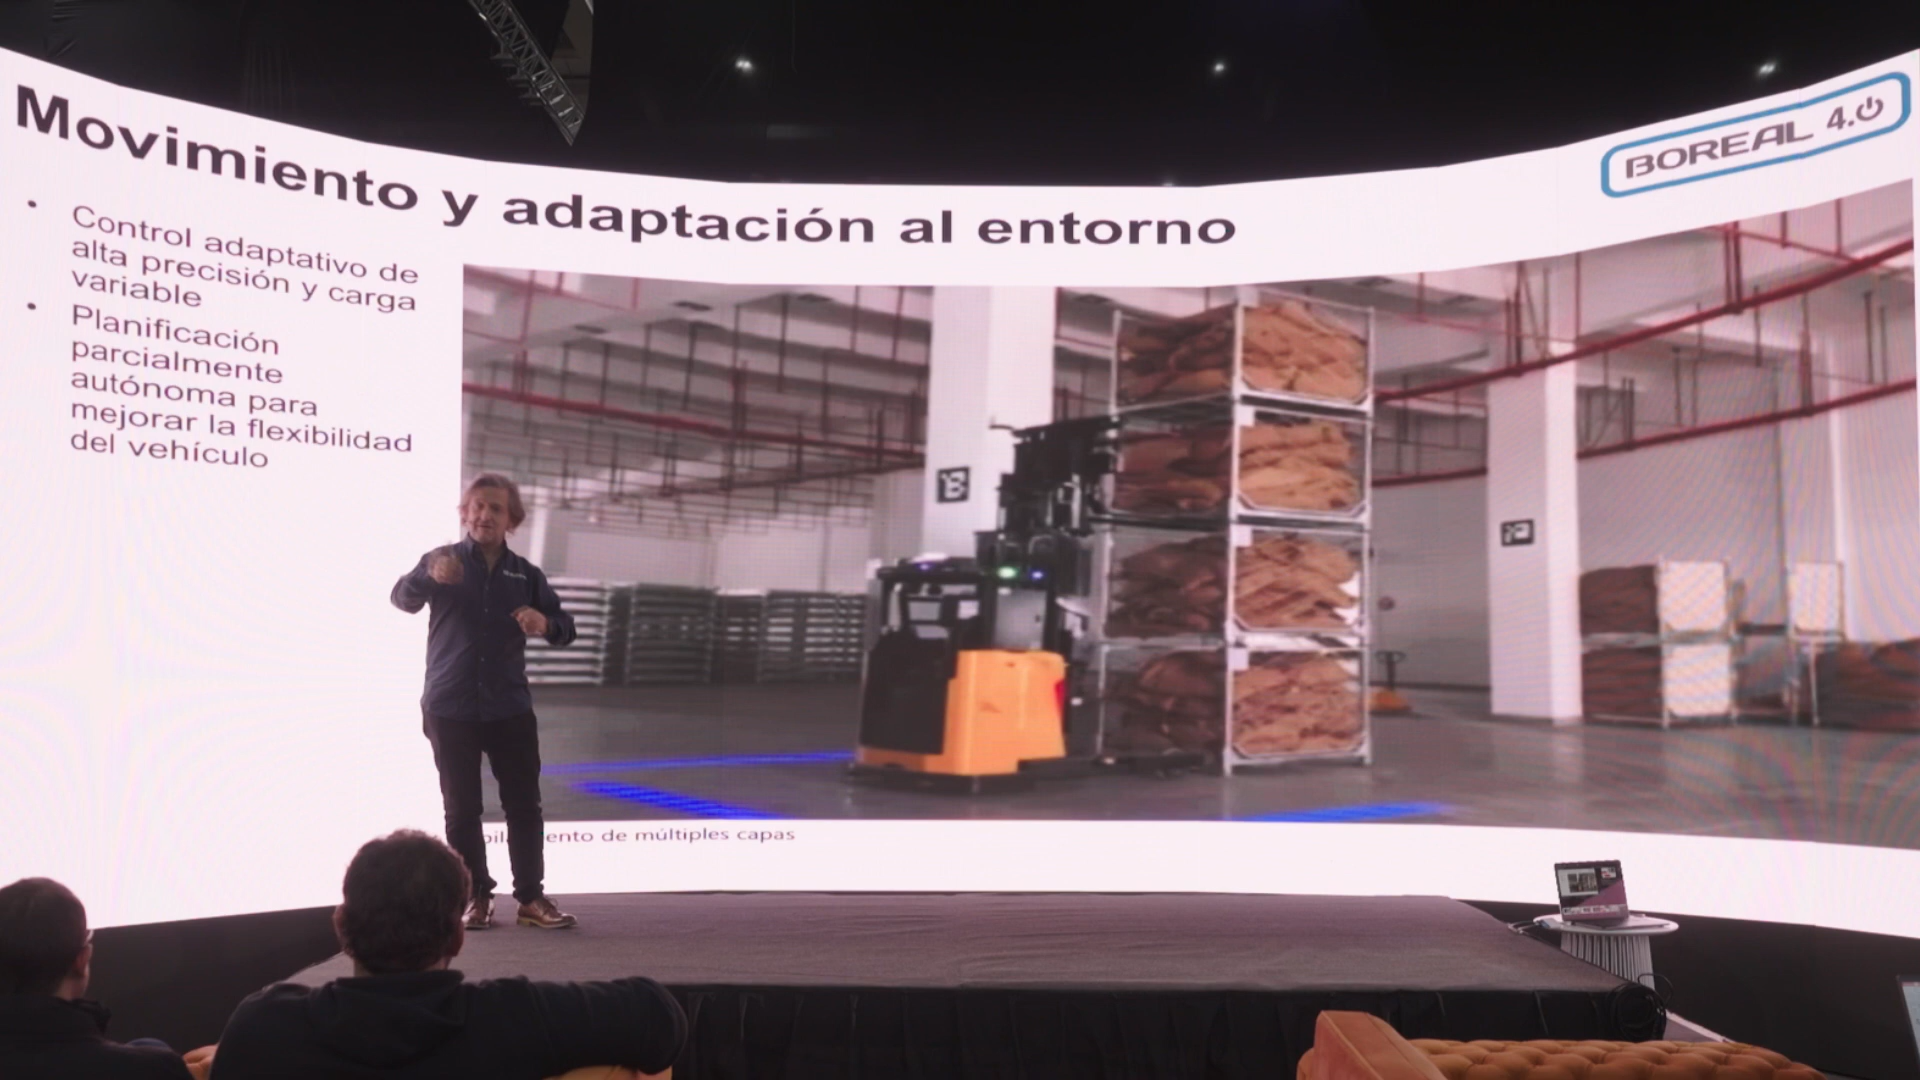 Movimiento y adaptación al entorno
BOREAL 4.0
• Control adaptativo de
alta precisión y carga
variable
• Planificación
parcialmente
autónoma para
mejorar la flexibilidad
del vehículo
18
de múltiples capas